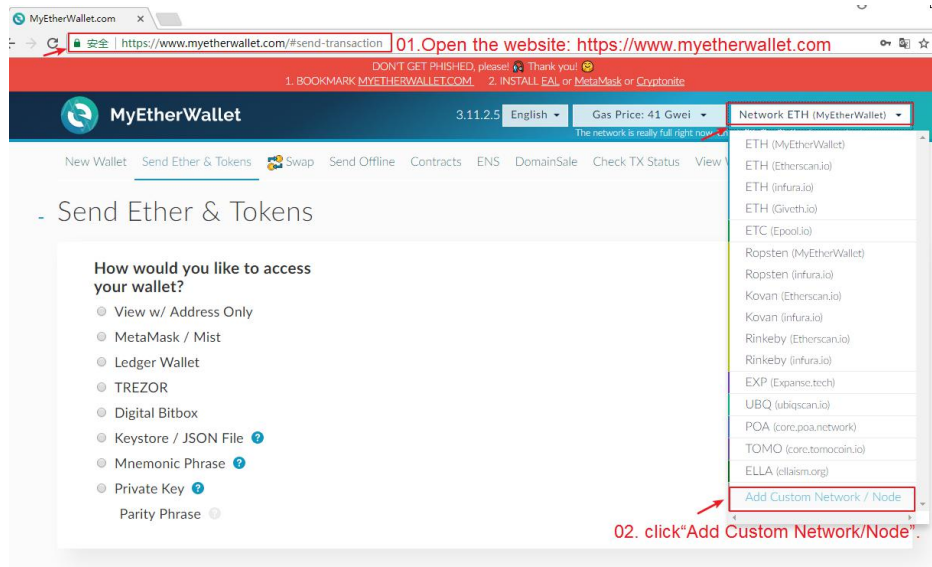 MyEtherWallet.com
安全 https://www.myetherwallet.com/#send-transaction 01.Open the website: https://www.myetherwallet.com
DON'T GET PHISHED, please! Thank you!
1. BOOKMARK MYETHERWALLET.COM 2. INSTALL EAL or MetaMask or Cryptonite
MyEtherWallet 3.11.2.5 English Gas Price: 41 Gwei Network ETH (MyEtherWallet)
The network is really full right now.
New Wallet Send Ether & Tokens Swap Send Offline Contracts ENS DomainSale Check TX Status View
Send Ether & Tokens
How would you like to access
your wallet?
View w/ Address Only
MetaMask / Mist
Ledger Wallet
TREZOR
Digital Bitbox
Keystore / JSON File ?
Mnemonic Phrase ?
Private Key ?
Parity Phrase
ETH (MyEtherWallet)
ETH (Etherscan.io)
ETH (infura.io)
ETH (Giveth.io)
ETC (Epool.io)
Ropsten (MyEtherWallet)
Ropsten (infura.io)
Kovan (Etherscan.io)
Kovan (infura.io)
Rinkeby (Etherscan.io)
Rinkeby (infura.io)
EXP (Expanse.tech)
UBQ (ubiqscan.io)
POA (core.poa.network)
TOMO (core.tomocoin.io)
ELLA (ellaism.org)
Add Custom Network / Node
02. click“Add Custom Network/Node”.